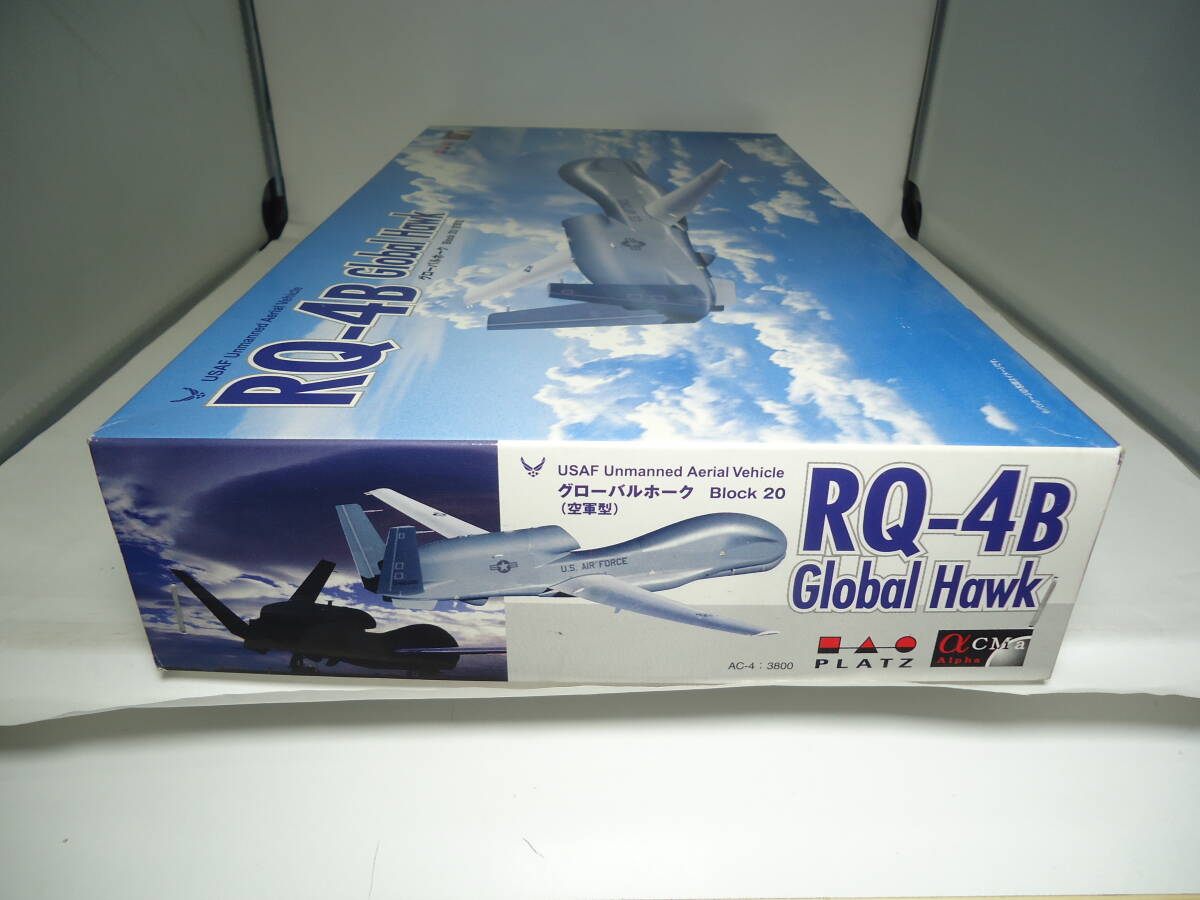 USAF Unmanned Aerial Vehicle
RQ-4B Global Hawk
グローバルホーク Block 20
USAF Unmanned Aerial Vehicle
グローバルホーク Block 20
(空軍型)
RQ-4B
Global Hawk
U.S. AIR FORCE
AC-4:3800
PLATZ
αCMa
Alpha